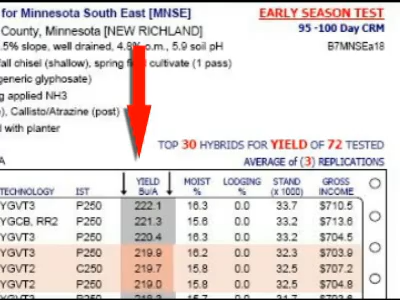 for Minnesota South East [MNSE] EARLY SEASON TEST
County, Minnesota [NEW RICHLAND] 95 -100 Day CRM
.5% slope, well drained, 4.8% o.m., 5.9 soil pH B7MNSEa18
fall chisel (shallow), spring field cultivate (1 pass)
generic glyphosate)
ng applied NH3
), Callisto/Atrazine (post)
d with planter
TOP 30 HYBRIDS FOR YIELD OF 72 TESTED
A AVERAGE of (3) REPLICATIONS
YIELD MOIST LODGING STAND GROSS
TECHNOLOGY IST Bu/A % % (x 1000) INCOME
YGVT3 P250 222.1 16.3 0.0 33.7 $710.5
YGCB, RR2 P250 221.3 15.6 0.0 33.2 $713.6
YGVT3 P250 220.4 16.3 0.0 33.2 $704.5
YGVT3 P250 219.9 16.2 0.0 32.3 $703.9
YGVT2 C250 219.7 15.8 0.0 32.5 $707.2
YGVT2 P250 219.0 15.8 0.0 32.8 $704.8